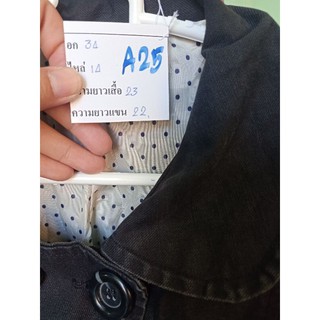 อก 34
ไหล่ 14
A25
ความยาวเสื้อ 23
ความยาวแขน 22